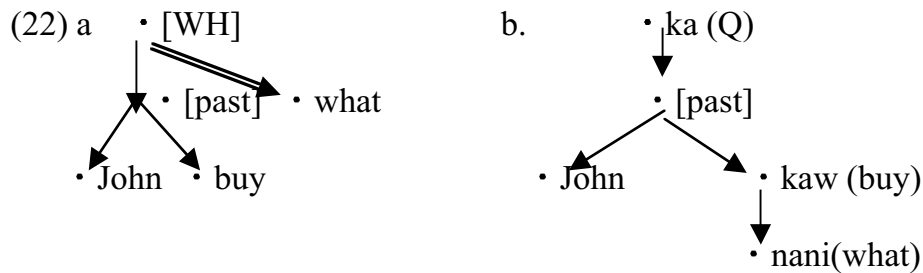 (22) a · [WH] b. · ka (Q)
· [past] · what · [past]
· John · buy · John · kaw (buy)
· nani(what)